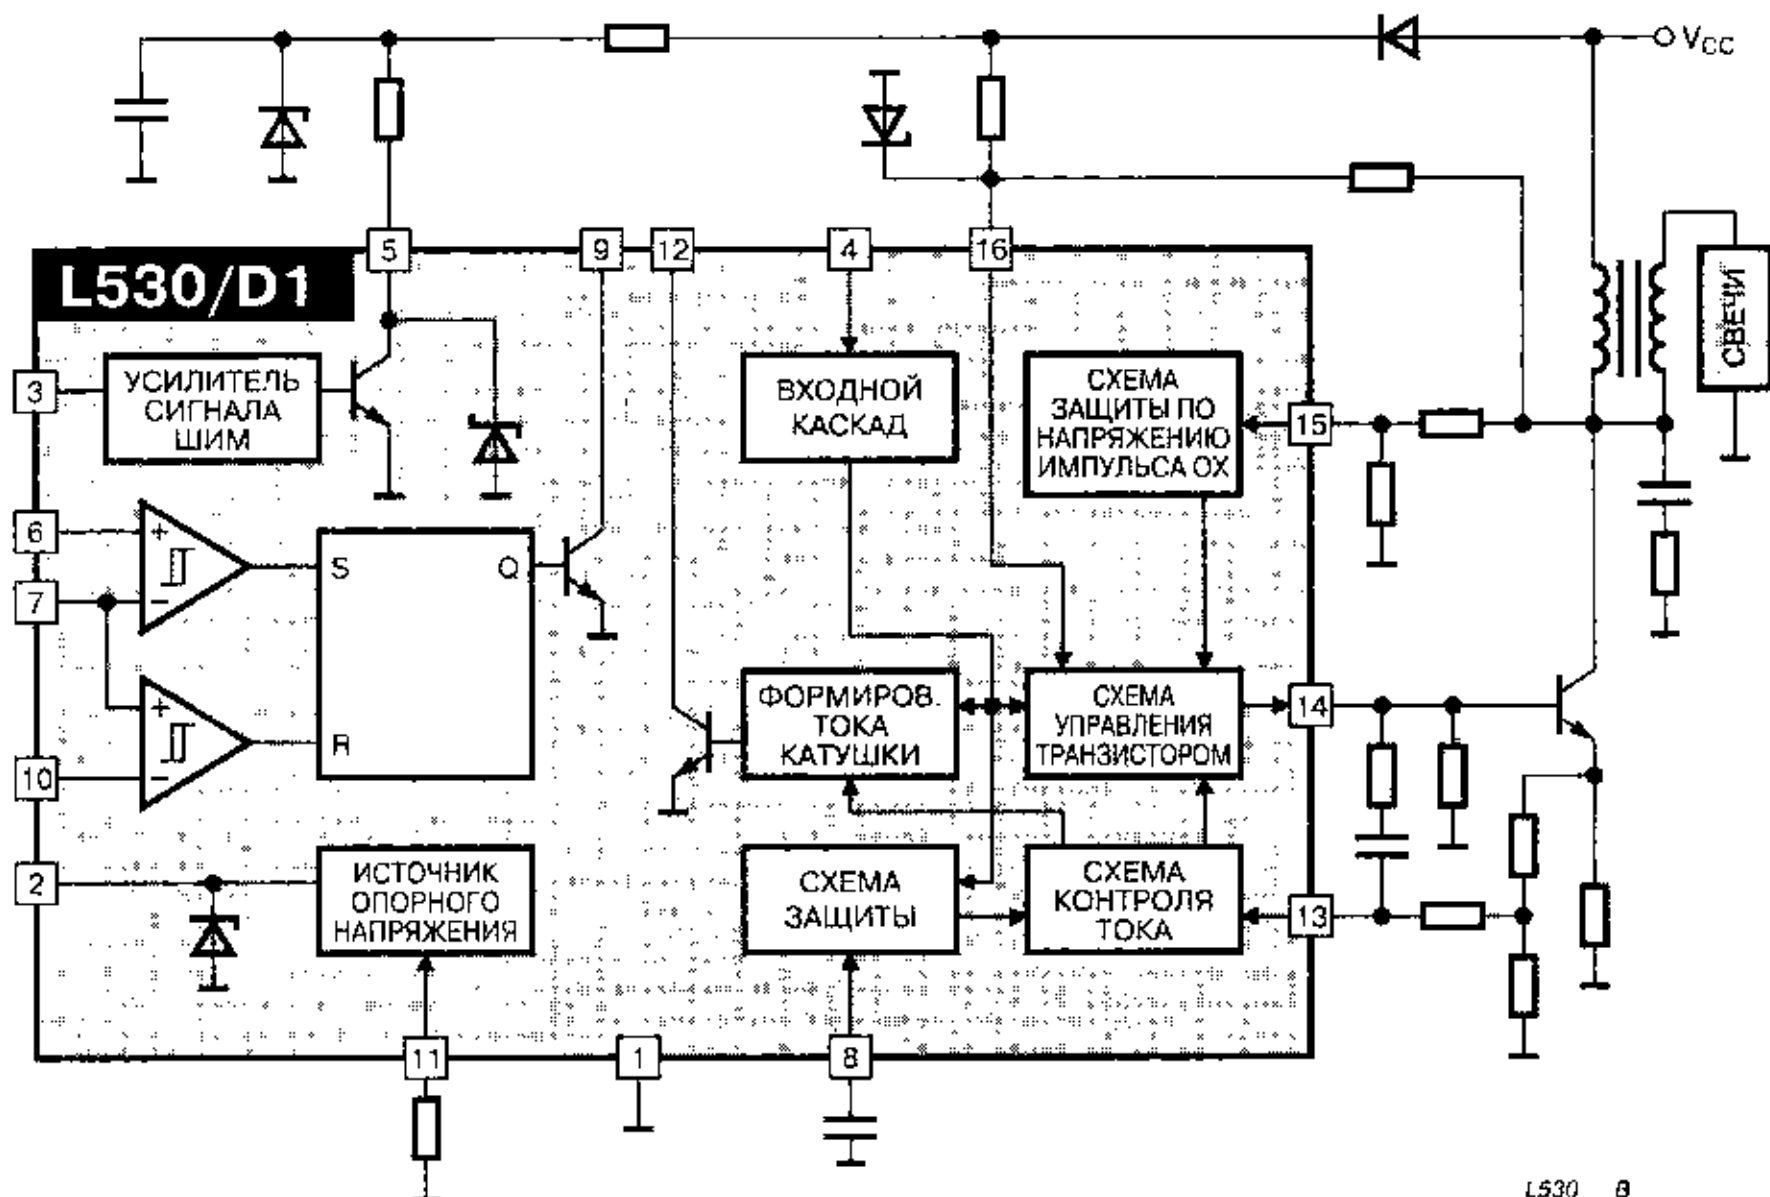 V_CC
5
9
12
4
16
L530/D1
3
УСИЛИТЕЛЬ
СИГНАЛА
ШИМ
ВХОДНОЙ
КАСКАД
СХЕМА
ЗАЩИТЫ ПО
НАПРЯЖЕНИЮ
ИМПУЛЬСА ОХ
15
СВЕЧИ
6
+
7
−
S
Q
+
R
10
−
ФОРМИРОВ.
ТОКА
КАТУШКИ
СХЕМА
УПРАВЛЕНИЯ
ТРАНЗИСТОРОМ
14
2
ИСТОЧНИК
ОПОРНОГО
НАПРЯЖЕНИЯ
СХЕМА
ЗАЩИТЫ
СХЕМА
КОНТРОЛЯ
ТОКА
13
11
1
8
L530 B